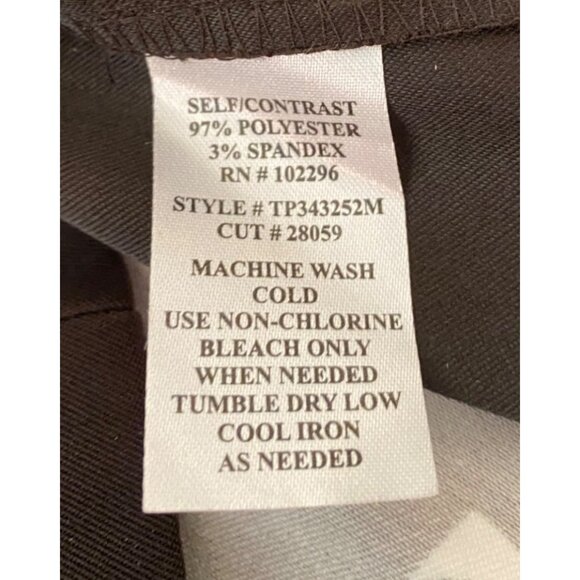 SELF/CONTRAST
97% POLYESTER
3% SPANDEX
RN # 102296
STYLE # TP343252M
CUT # 28059
MACHINE WASH
COLD
USE NON-CHLORINE
BLEACH ONLY
WHEN NEEDED
TUMBLE DRY LOW
COOL IRON
AS NEEDED